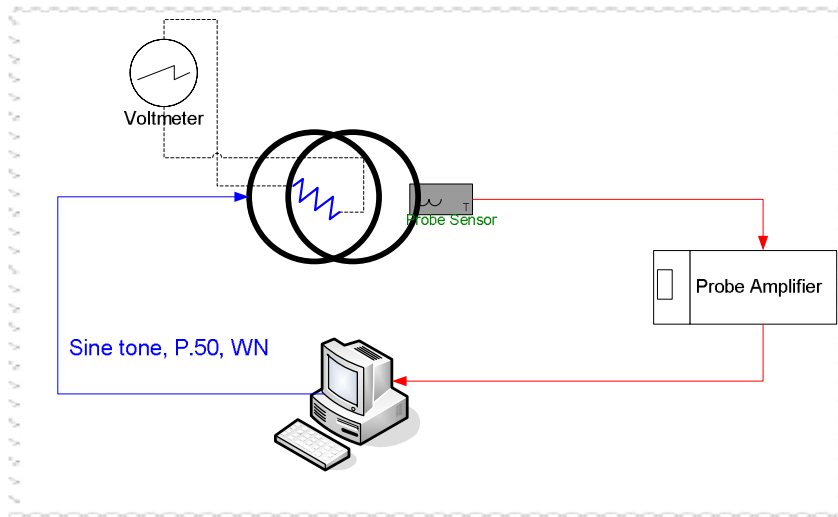 Voltmeter
T
Probe Sensor
Probe Amplifier
Sine tone, P.50, WN